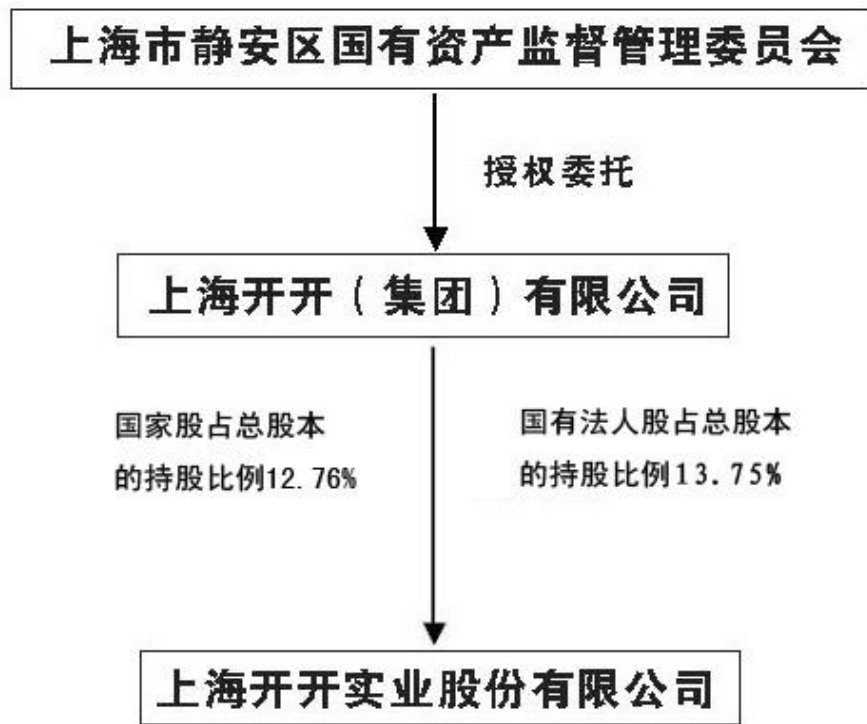 上海市静安区国有资产监督管理委员会
授权委托
上海开开（集团）有限公司
国家股占总股本
的持股比例12.76%
国有法人股占总股本
的持股比例13.75%
上海开开实业股份有限公司